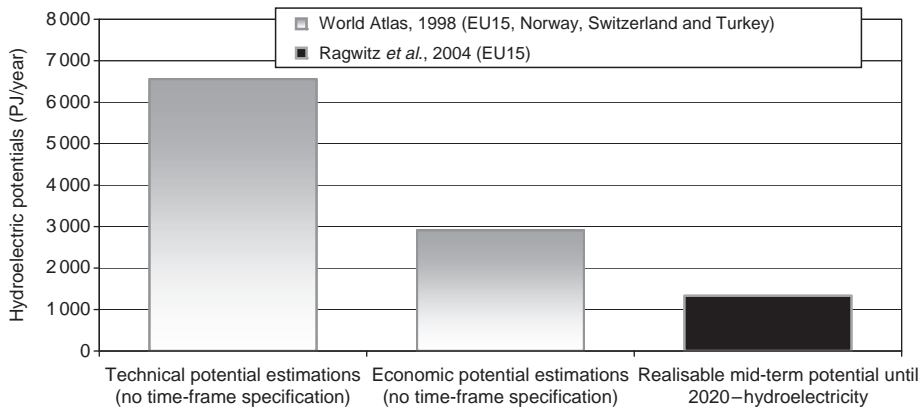 Hydroelectric potentials (PJ/year)
8 000
7 000
6 000
5 000
4 000
3 000
2 000
1 000
0
World Atlas, 1998 (EU15, Norway, Switzerland and Turkey)
Ragwitz et al., 2004 (EU15)
Technical potential estimations
(no time-frame specification)
Economic potential estimations
(no time-frame specification)
Realisable mid-term potential until
2020–hydroelectricity